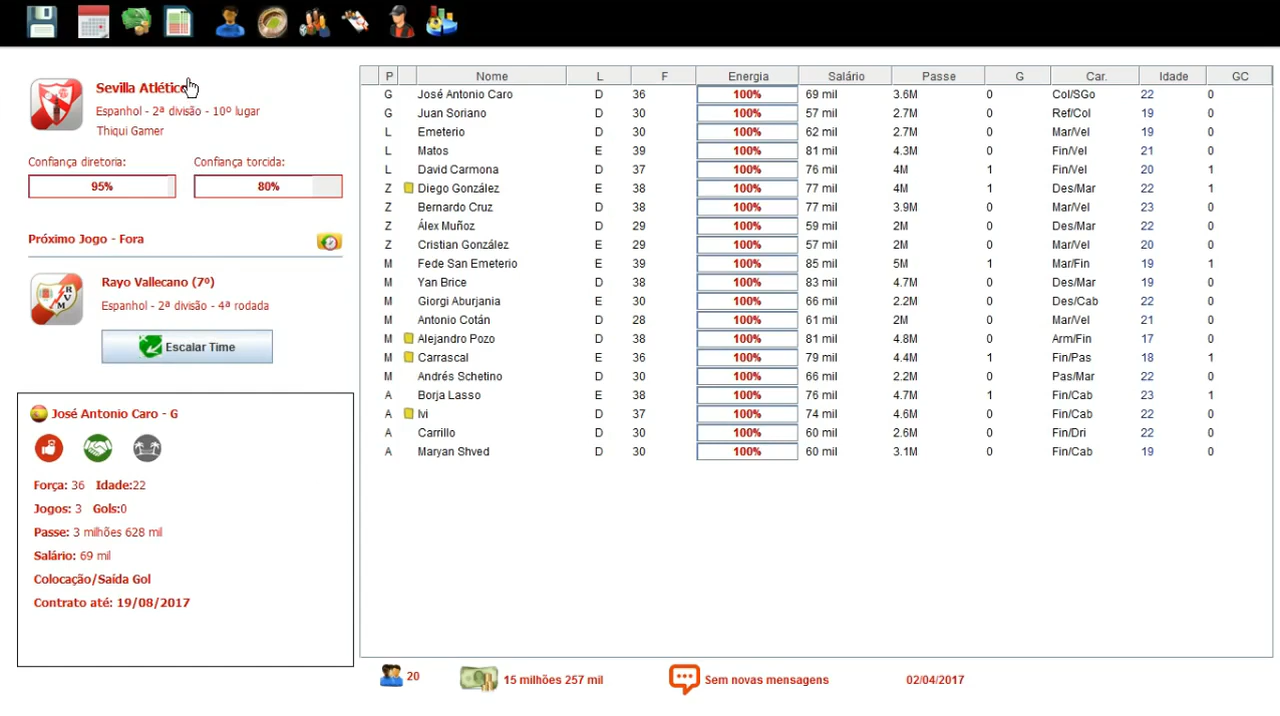 Sevilla Atlético
Espanhol - 2ª divisão - 10º lugar
Thiqui Gamer
Confiança diretoria:
Confiança torcida:
95%
80%
Próximo Jogo - Fora
Rayo Vallecano (7º)
Espanhol - 2ª divisão - 4ª rodada
Escalar Time
José Antonio Caro - G
Força: 36 Idade:22
Jogos: 3 Gols:0
Passe: 3 milhões 628 mil
Salário: 69 mil
Colocação/Saída Gol
Contrato até: 19/08/2017
P Nome L F Energia Salário Passe G Car. Idade GC
G José Antonio Caro D 36 100% 69 mil 3.6M 0 Col/SGo 22 0
G Juan Soriano D 30 100% 57 mil 2.7M 0 Ref/Col 19 0
L Emeterio D 30 100% 62 mil 2.7M 0 Mar/Vel 19 0
L Matos E 39 100% 81 mil 4.3M 0 Fin/Vel 21 0
L David Carmona D 37 100% 76 mil 4M 1 Fin/Vel 20 1
Z Diego González E 38 100% 77 mil 4M 1 Des/Mar 22 1
Z Bernardo Cruz D 38 100% 77 mil 3.9M 0 Mar/Vel 23 0
Z Álex Muñoz D 29 100% 59 mil 2M 0 Des/Mar 22 0
Z Cristian González E 29 100% 57 mil 2M 0 Mar/Vel 20 0
M Fede San Emeterio E 39 100% 85 mil 5M 1 Mar/Fin 19 1
M Yan Brice D 38 100% 83 mil 4.7M 0 Des/Mar 19 0
M Giorgi Aburjania E 30 100% 66 mil 2.2M 0 Des/Cab 22 0
M Antonio Cotán D 28 100% 61 mil 2M 0 Mar/Vel 21 0
M Alejandro Pozo D 38 100% 81 mil 4.8M 0 Arm/Fin 17 0
M Carrascal E 36 100% 79 mil 4.4M 1 Fin/Pas 18 1
M Andrés Schetino D 30 100% 66 mil 2.2M 0 Pas/Mar 22 0
A Borja Lasso E 38 100% 76 mil 4.7M 1 Fin/Cab 23 1
A Ivi D 37 100% 74 mil 4.6M 0 Fin/Cab 22 0
A Carrillo D 30 100% 60 mil 2.6M 0 Fin/Dri 22 0
A Maryan Shved D 30 100% 60 mil 3.1M 0 Fin/Cab 19 0
20 15 milhões 257 mil Sem novas mensagens 02/04/2017